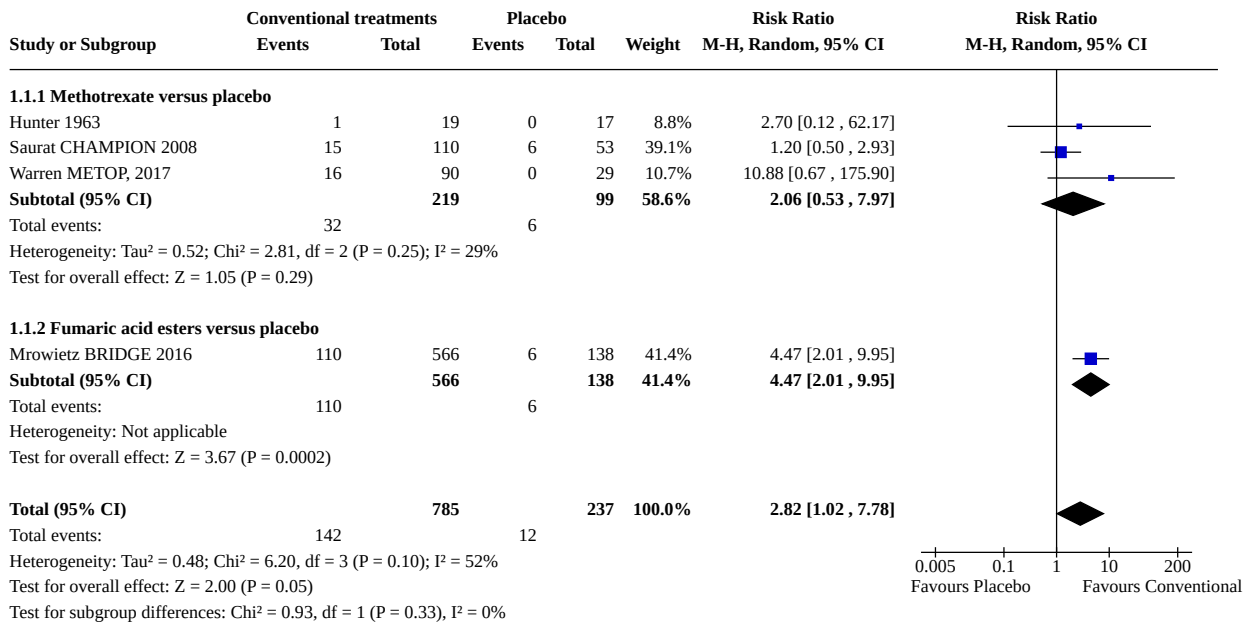 Conventional treatments Placebo Risk Ratio Risk Ratio
Study or Subgroup Events Total Events Total Weight M-H, Random, 95% CI M-H, Random, 95% CI
1.1.1 Methotrexate versus placebo
Hunter 1963 1 19 0 17 8.8% 2.70 [0.12 , 62.17]
Saurat CHAMPION 2008 15 110 6 53 39.1% 1.20 [0.50 , 2.93]
Warren METOP, 2017 16 90 0 29 10.7% 10.88 [0.67 , 175.90]
Subtotal (95% CI) 219 99 58.6% 2.06 [0.53 , 7.97]
Total events: 32 6
Heterogeneity: Tau² = 0.52; Chi² = 2.81, df = 2 (P = 0.25); I² = 29%
Test for overall effect: Z = 1.05 (P = 0.29)
1.1.2 Fumaric acid esters versus placebo
Mrowietz BRIDGE 2016 110 566 6 138 41.4% 4.47 [2.01 , 9.95]
Subtotal (95% CI) 566 138 41.4% 4.47 [2.01 , 9.95]
Total events: 110 6
Heterogeneity: Not applicable
Test for overall effect: Z = 3.67 (P = 0.0002)
Total (95% CI) 785 237 100.0% 2.82 [1.02 , 7.78]
Total events: 142 12
Heterogeneity: Tau² = 0.48; Chi² = 6.20, df = 3 (P = 0.10); I² = 52%
0.005 0.1 1 10 200
Test for overall effect: Z = 2.00 (P = 0.05) Favours Placebo Favours Conventional
Test for subgroup differences: Chi² = 0.93, df = 1 (P = 0.33), I² = 0%